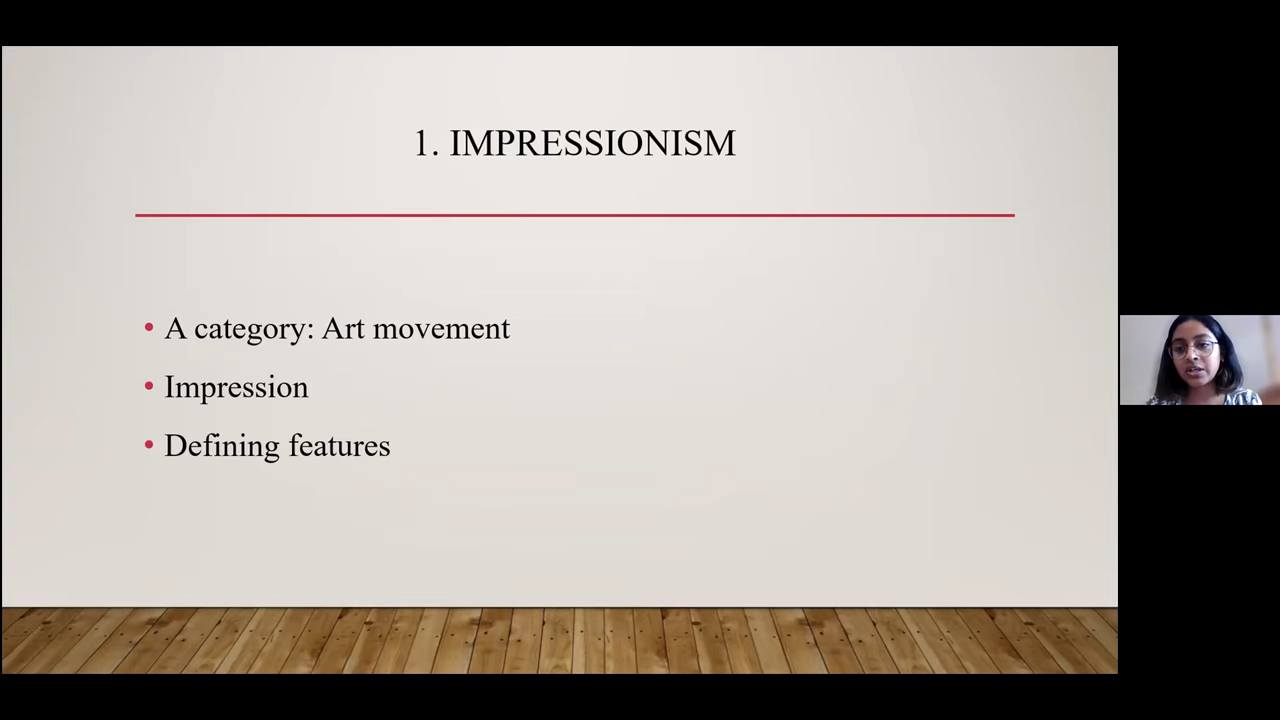 1. IMPRESSIONISM
• A category: Art movement
• Impression
• Defining features